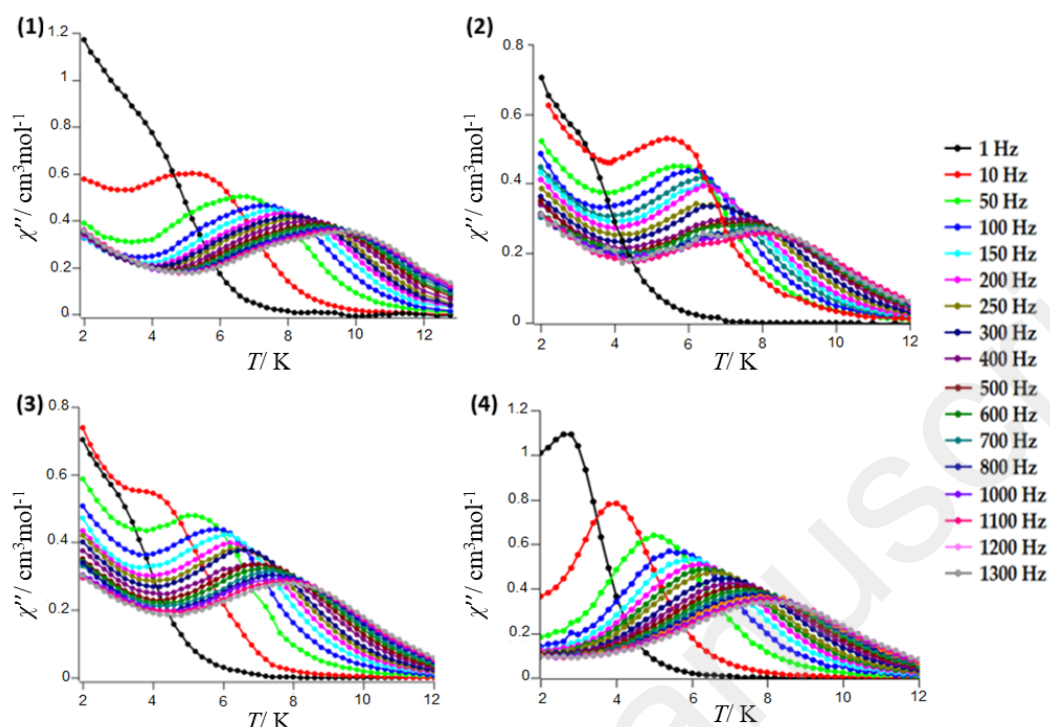 (1)
1.2
1
0.8
0.6
0.4
0.2
0
χ′′/ cm³mol⁻¹
2 4 6 8 10 12
T/ K
(2)
0.8
0.6
0.4
0.2
0
χ′′/ cm³mol⁻¹
2 4 6 8 10 12
T/ K
(3)
0.8
0.6
0.4
0.2
0
χ′′/ cm³mol⁻¹
2 4 6 8 10 12
T/ K
(4)
1.2
1
0.8
0.6
0.4
0.2
0
χ′′/ cm³mol⁻¹
2 4 6 8 10 12
T/ K
1 Hz
10 Hz
50 Hz
100 Hz
150 Hz
200 Hz
250 Hz
300 Hz
400 Hz
500 Hz
600 Hz
700 Hz
800 Hz
1000 Hz
1100 Hz
1200 Hz
1300 Hz